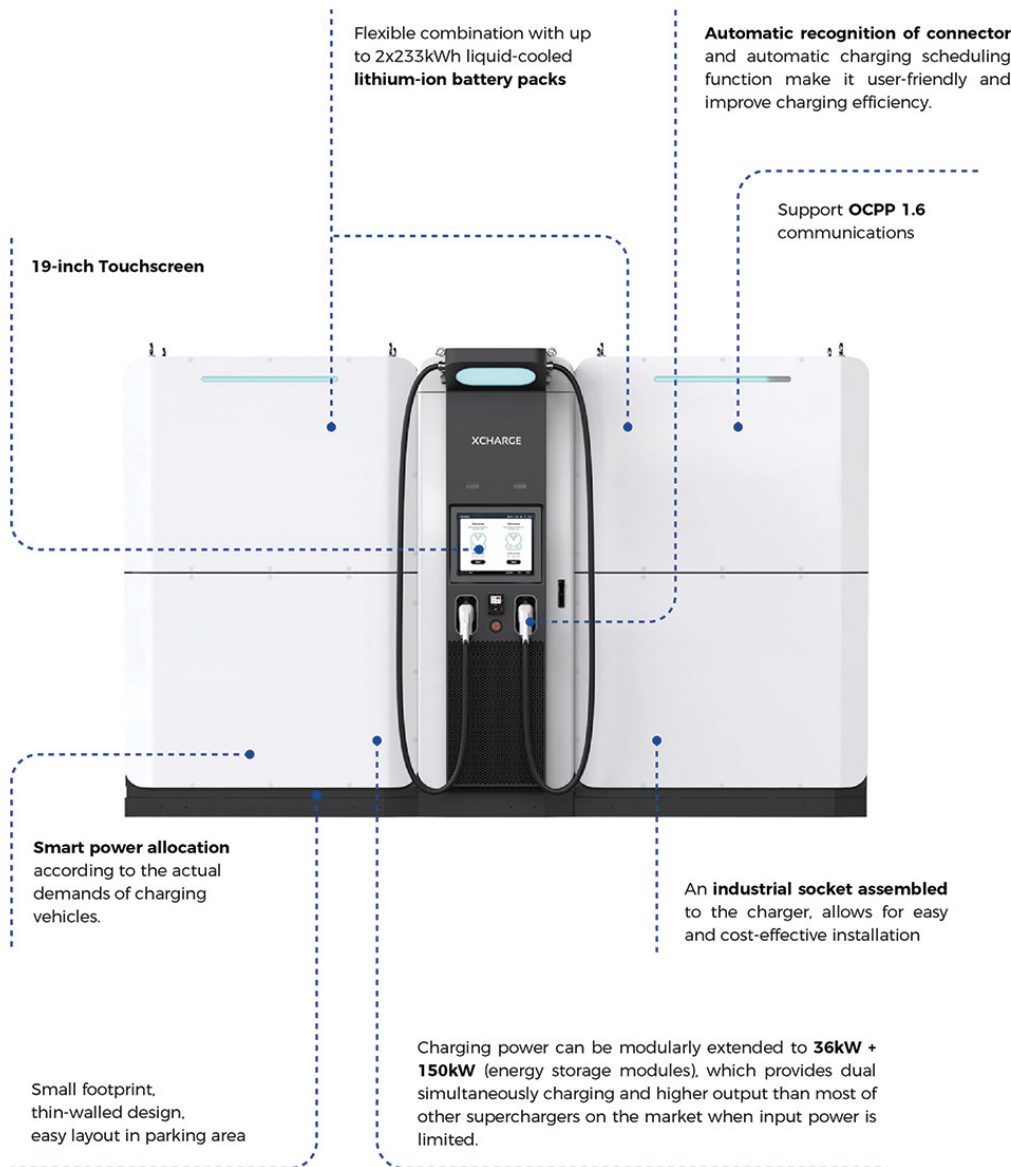 Flexible combination with up
to 2x233kWh liquid-cooled
lithium-ion battery packs
Automatic recognition of connector
and automatic charging scheduling
function make it user-friendly and
improve charging efficiency.
Support OCPP 1.6
communications
19-inch Touchscreen
XCHARGE
Smart power allocation
according to the actual
demands of charging
vehicles.
An industrial socket assembled
to the charger, allows for easy
and cost-effective installation
Small footprint,
thin-walled design,
easy layout in parking area
Charging power can be modularly extended to 36kW +
150kW (energy storage modules), which provides dual
simultaneously charging and higher output than most of
other superchargers on the market when input power is
limited.